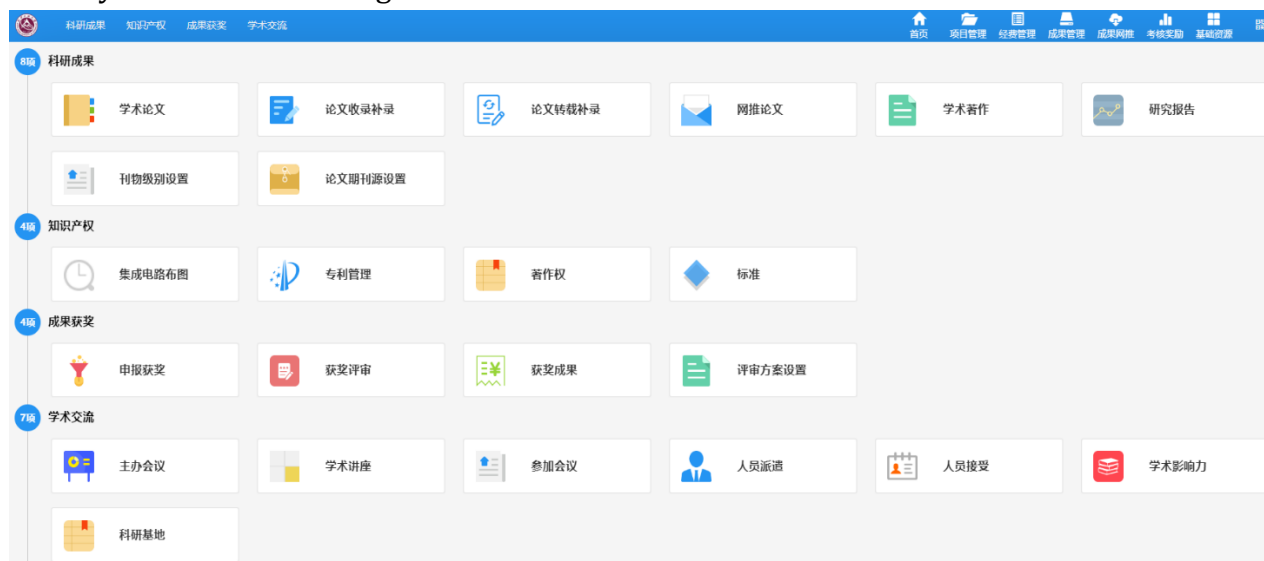 科研成果 知识产权 成果获奖 学术交流
首页 项目管理 经费管理 成果管理 成果网推 考核奖励 基础资源
8项 科研成果
学术论文 论文收录补录 论文转载补录 网推论文 学术著作 研究报告
刊物级别设置 论文期刊源设置
4项 知识产权
集成电路布图 专利管理 著作权 标准
4项 成果获奖
申报获奖 获奖评审 获奖成果 评审方案设置
7项 学术交流
主办会议 学术讲座 参加会议 人员派遣 人员接受 学术影响力
科研基地